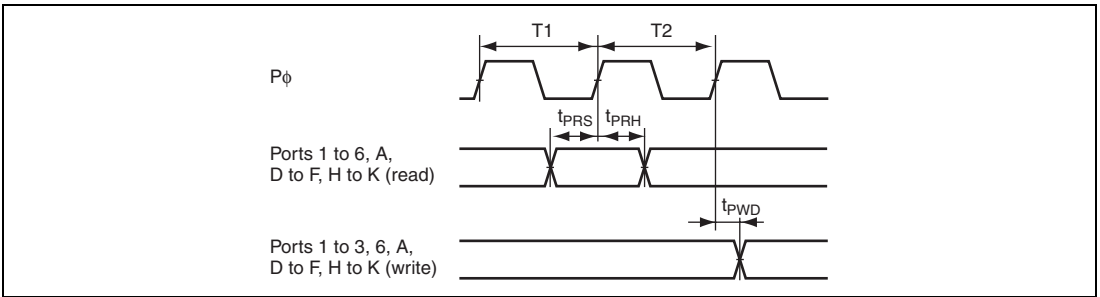 T1 T2
Pϕ
tPRS tPRH
Ports 1 to 6, A,
D to F, H to K (read)
tPWD
Ports 1 to 3, 6, A,
D to F, H to K (write)